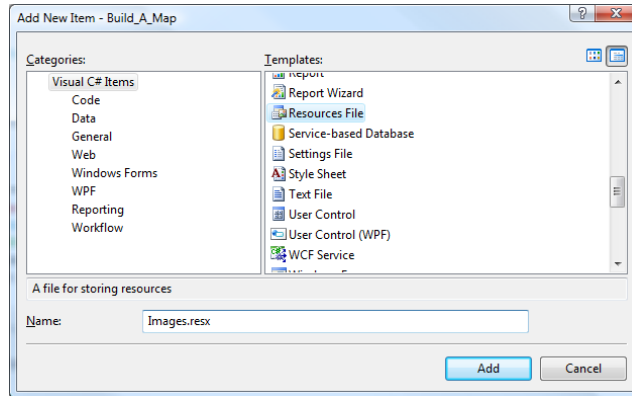 Add New Item - Build_A_Map
Categories:
Visual C# Items
Code
Data
General
Web
Windows Forms
WPF
Reporting
Workflow
Templates:
Report
Report Wizard
Resources File
Service-based Database
Settings File
Style Sheet
Text File
User Control
User Control (WPF)
WCF Service
A file for storing resources
Name:
Images.resx
Add
Cancel